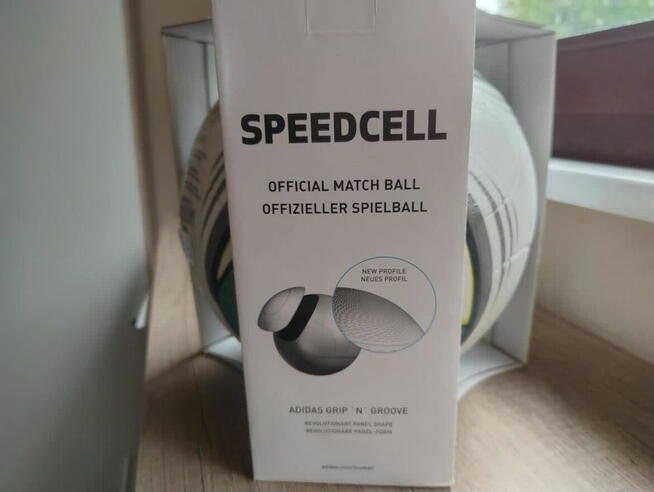 SPEEDCELL
OFFICIAL MATCH BALL
OFFIZIELLER SPIELBALL
NEW PROFILE
NEUES PROFIL
ADIDAS GRIP ´N` GROOVE
REVOLUTIONARY PANEL SHAPE
REVOLUTIONÄRE PANEL-FORM